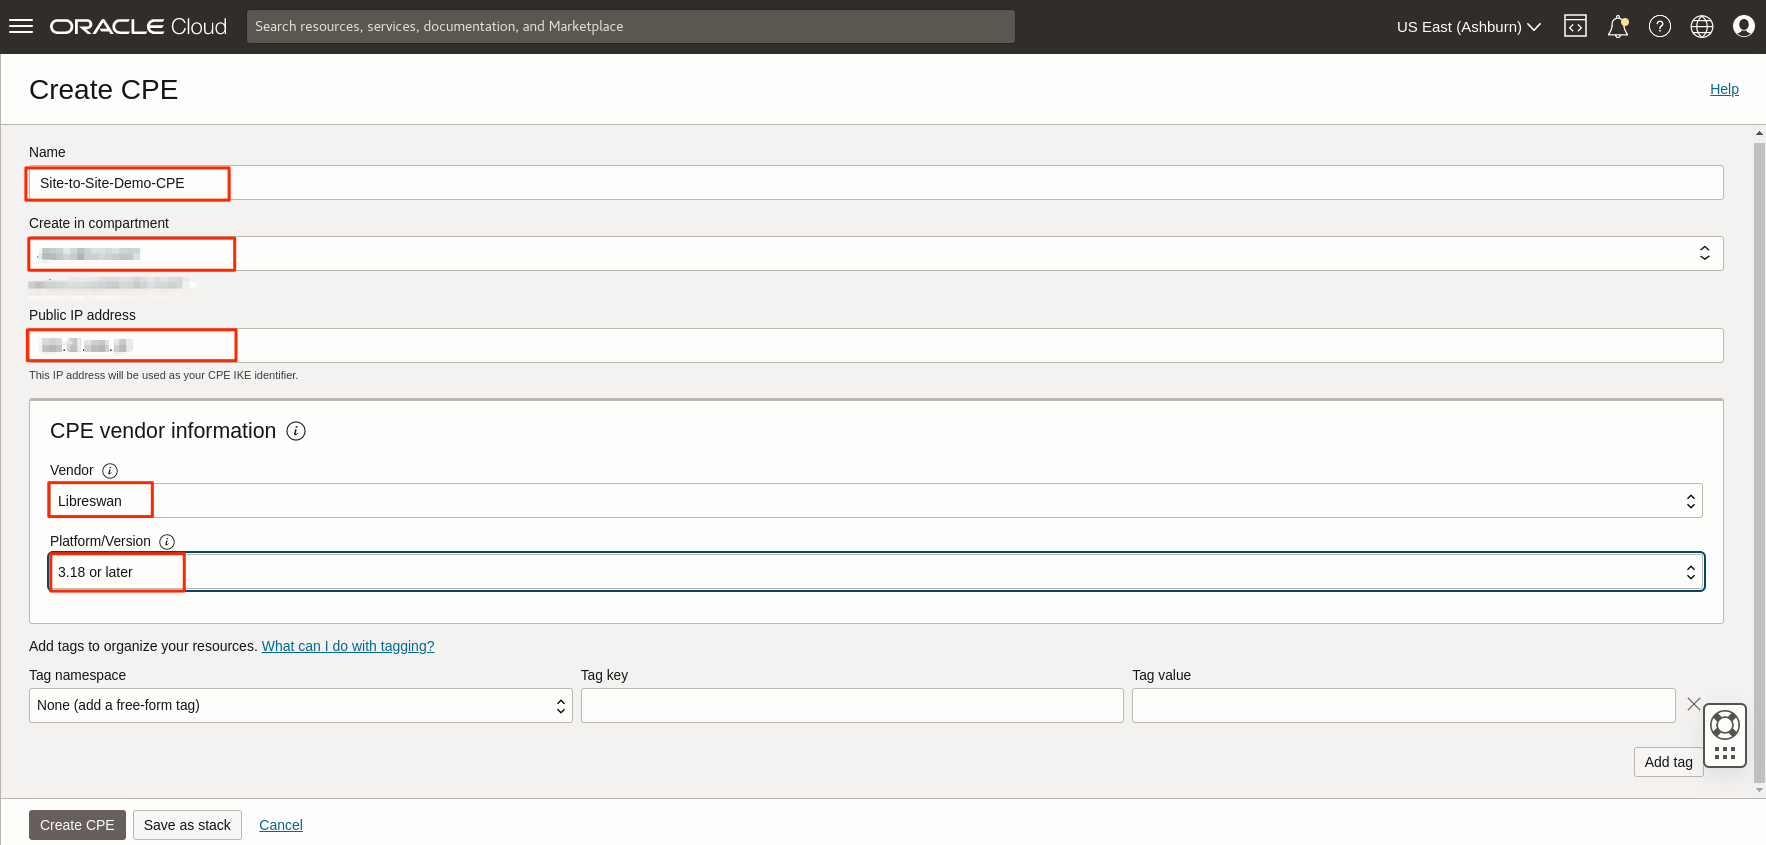 ORACLE Cloud
Search resources, services, documentation, and Marketplace
US East (Ashburn)
Create CPE
Help
Name
Site-to-Site-Demo-CPE
Create in compartment
Public IP address
This IP address will be used as your CPE IKE identifier.
CPE vendor information
Vendor
Libreswan
Platform/Version
3.18 or later
Add tags to organize your resources. What can I do with tagging?
Tag namespace
Tag key
Tag value
None (add a free-form tag)
Add tag
Create CPE
Save as stack
Cancel